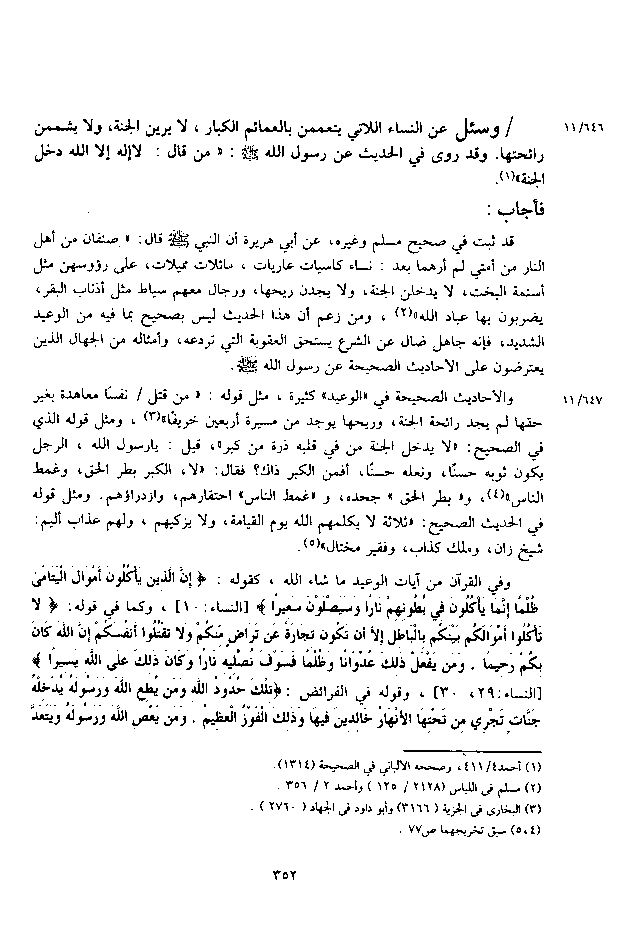 ١١/٦٤٦ / وسئل عن النساء اللاتي يتعممن بالعمائم الكبار ، لا يرين الجنة، ولا يشممن
رائحتها. وقد روى في الحديث عن رسول الله ﷺ : « من قال : لاإله إلا الله دخل
الجنة»(١).
فأجاب :
قد ثبت في صحيح مسلم وغيره، عن أبي هريرة أن النبي ﷺ قال: « صنفان من أهل
النار من أمتي لم أرهما بعد : نساء كاسيات عاريات ، مائلات مميلات، على رؤوسهن مثل
أسنمة البخت، لا يدخلن الجنة، ولا يجدن ريحها، ورجال معهم سياط مثل أذناب البقر،
يضربون بها عباد الله»(٢) ، ومن زعم أن هذا الحديث ليس بصحيح بما فيه من الوعيد
الشديد، فإنه جاهل ضال عن الشرع يستحق العقوبة التي تردعه، وأمثاله من الجهال الذين
يعترضون على الأحاديث الصحيحة عن رسول الله ﷺ.
١١/٦٤٧ والأحاديث الصحيحة في «الوعيد» كثيرة ، مثل قوله : « من قتل / نفسًا معاهدة بغير
حقها لم يجد رائحة الجنة، وريحها يوجد من مسيرة أربعين خريفًا»(٣) ، ومثل قوله الذي
في الصحيح: «لا يدخل الجنة من في قلبه ذرة من كبر»، قيل : يارسول الله ، الرجل
يكون ثوبه حسنًا، ونعله حسنًا، أفمن الكبر ذاك؟ فقال: «لا، الكبر بطر الحق، وغمط
الناس»(٤)، و« بطر الحق » جحده، و «غمط الناس» احتقارهم، وازدراؤهم. ومثل قوله
في الحديث الصحيح: «ثلاثة لا يكلمهم الله يوم القيامة، ولا يزكيهم ، ولهم عذاب أليم:
شيخ زان، وملك كذاب، وفقير مختال»(٥).
وفي القرآن من آيات الوعيد ما شاء الله ، كقوله : ﴿ إِنَّ الَّذِينَ يَأْكُلُونَ أَمْوَالَ الْيَتَامَىٰ
ظُلْمًا إِنَّمَا يَأْكُلُونَ فِي بُطُونِهِمْ نَارًا وَسَيَصْلَوْنَ سَعِيرًا ﴾ [النساء: ١٠] ، وكما في قوله: ﴿ لا
تَأْكُلُوا أَمْوَالَكُم بَيْنَكُم بِالْبَاطِلِ إِلاَّ أَن تَكُونَ تِجَارَةً عَن تَرَاضٍ مِّنكُمْ وَلا تَقْتُلُوا أَنفُسَكُمْ إِنَّ اللَّهَ كَانَ
بِكُمْ رَحِيمًا . وَمَن يَفْعَلْ ذَلِكَ عُدْوَانًا وَظُلْمًا فَسَوْفَ نُصْلِيهِ نَارًا وَكَانَ ذَلِكَ عَلَى اللَّهِ يَسِيرًا ﴾
[النساء: ٢٩، ٣٠] ، وقوله في الفرائض : ﴿تِلْكَ حُدُودُ اللَّهِ وَمَن يُطِعِ اللَّهَ وَرَسُولَهُ يُدْخِلْهُ
جَنَّاتٍ تَجْرِي مِن تَحْتِهَا الأَنْهَارُ خَالِدِينَ فِيهَا وَذَلِكَ الْفَوْزُ الْعَظِيمُ . وَمَن يَعْصِ اللَّهَ وَرَسُولَهُ وَيَتَعَدَّ
(١) أحمد٤/ ٤١١، وصححه الألباني في الصحيحة (١٣١٤).
(٢) مسلم في اللباس (٢١٢٨ / ١٢٥ ) وأحمد ٢ / ٣٥٦ .
(٣) البخارى فى الجزية ( ٣١٦٦) وأبو داود فى الجهاد ( ٢٧٦٠ ) .
(٤، ٥) سبق تخريجهما ص٧٧ .
٣٥٢